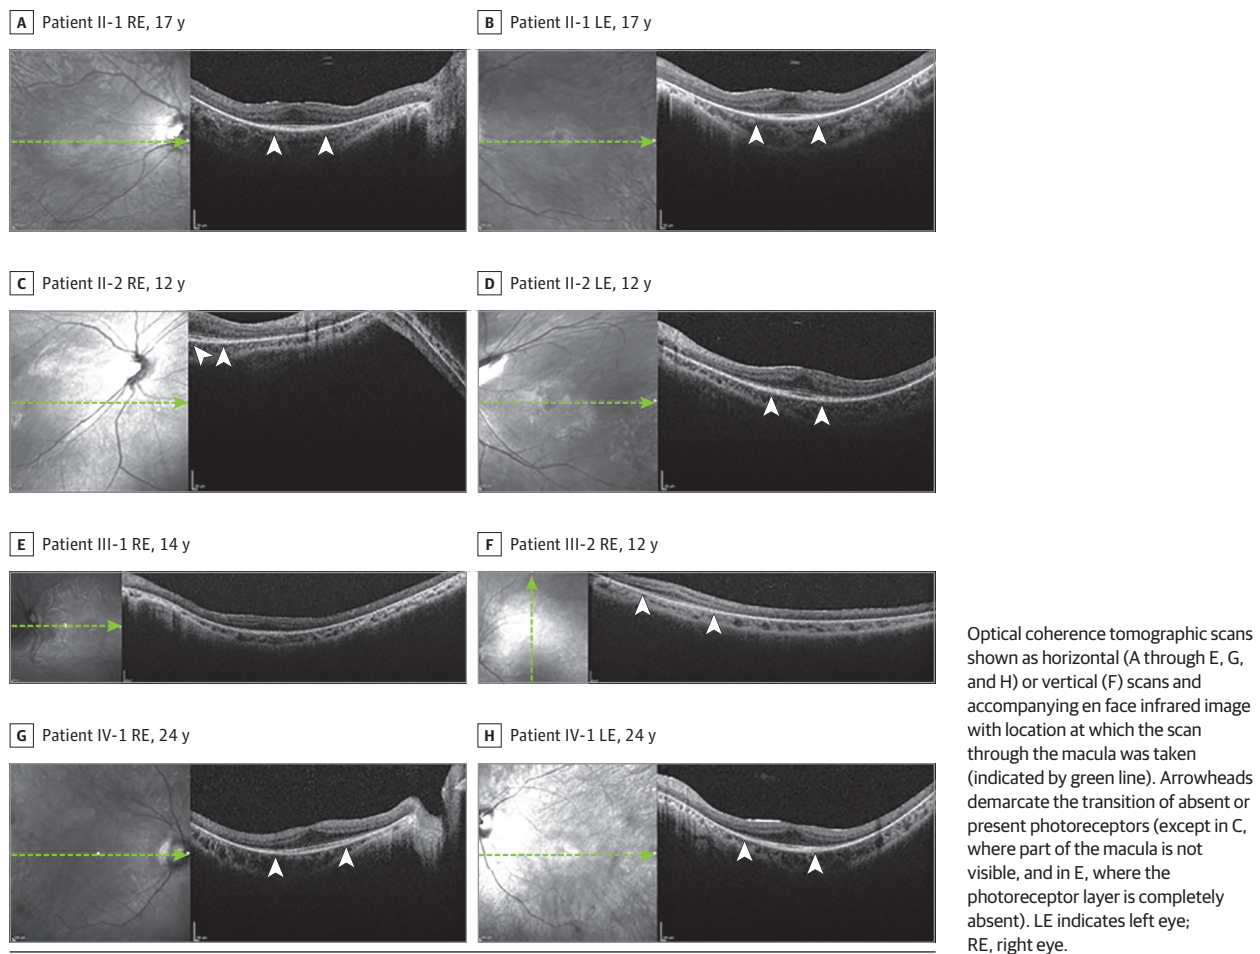 A Patient II-1 RE, 17 y
B Patient II-1 LE, 17 y
C Patient II-2 RE, 12 y
D Patient II-2 LE, 12 y
E Patient III-1 RE, 14 y
F Patient III-2 RE, 12 y
G Patient IV-1 RE, 24 y
H Patient IV-1 LE, 24 y
Optical coherence tomographic scans
shown as horizontal (A through E, G,
and H) or vertical (F) scans and
accompanying en face infrared image
with location at which the scan
through the macula was taken
(indicated by green line). Arrowheads
demarcate the transition of absent or
present photoreceptors (except in C,
where part of the macula is not
visible, and in E, where the
photoreceptor layer is completely
absent). LE indicates left eye;
RE, right eye.